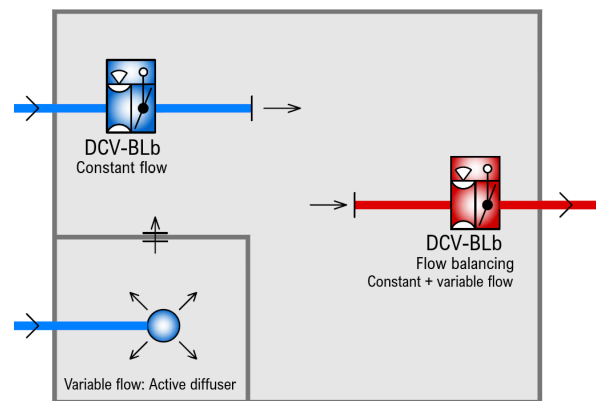 DCV-BLb
Constant flow
DCV-BLb
Flow balancing
Constant + variable flow
Variable flow: Active diffuser